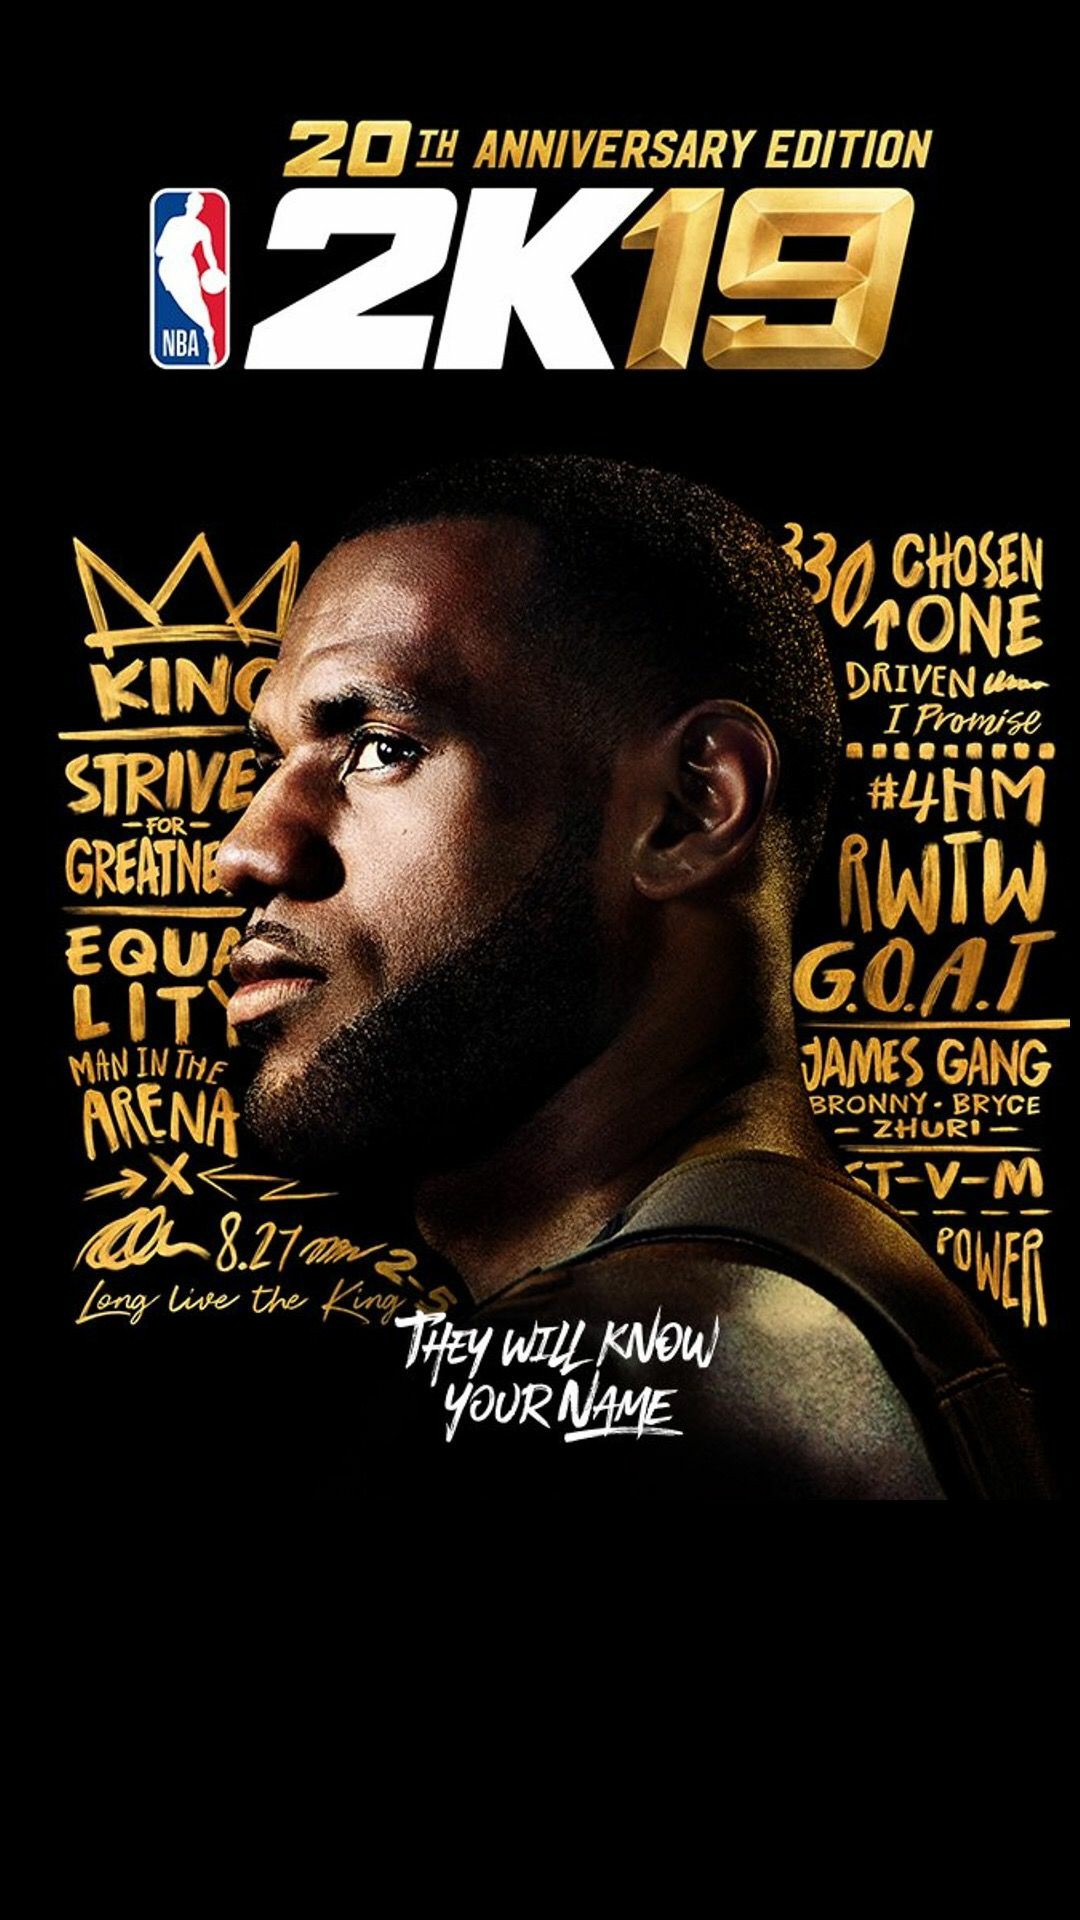 20TH ANNIVERSARY EDITION
NBA
2K19
KING
STRIVE
-FOR-
GREATNE
EQUA
LITY
MAN IN THE
ARENA
X
8.27
2-5
Long live the King
330
CHOSEN
1 ONE
DRIVEN
I Promise
#4HM
RWTW
G.O.A.T
JAMES GANG
BRONNY · BRYCE
— ZHURI —
ST-V-M
POWER
THEY WILL KNOW
YOUR NAME